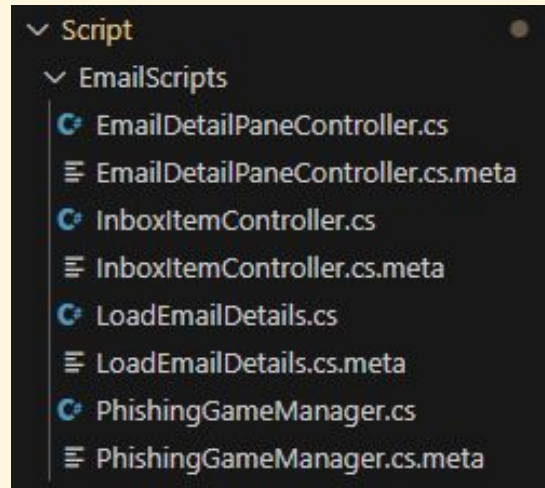 Script
EmailScripts
C# EmailDetailPaneController.cs
EmailDetailPaneController.cs.meta
C# InboxItemController.cs
InboxItemController.cs.meta
C# LoadEmailDetails.cs
LoadEmailDetails.cs.meta
C# PhishingGameManager.cs
PhishingGameManager.cs.meta